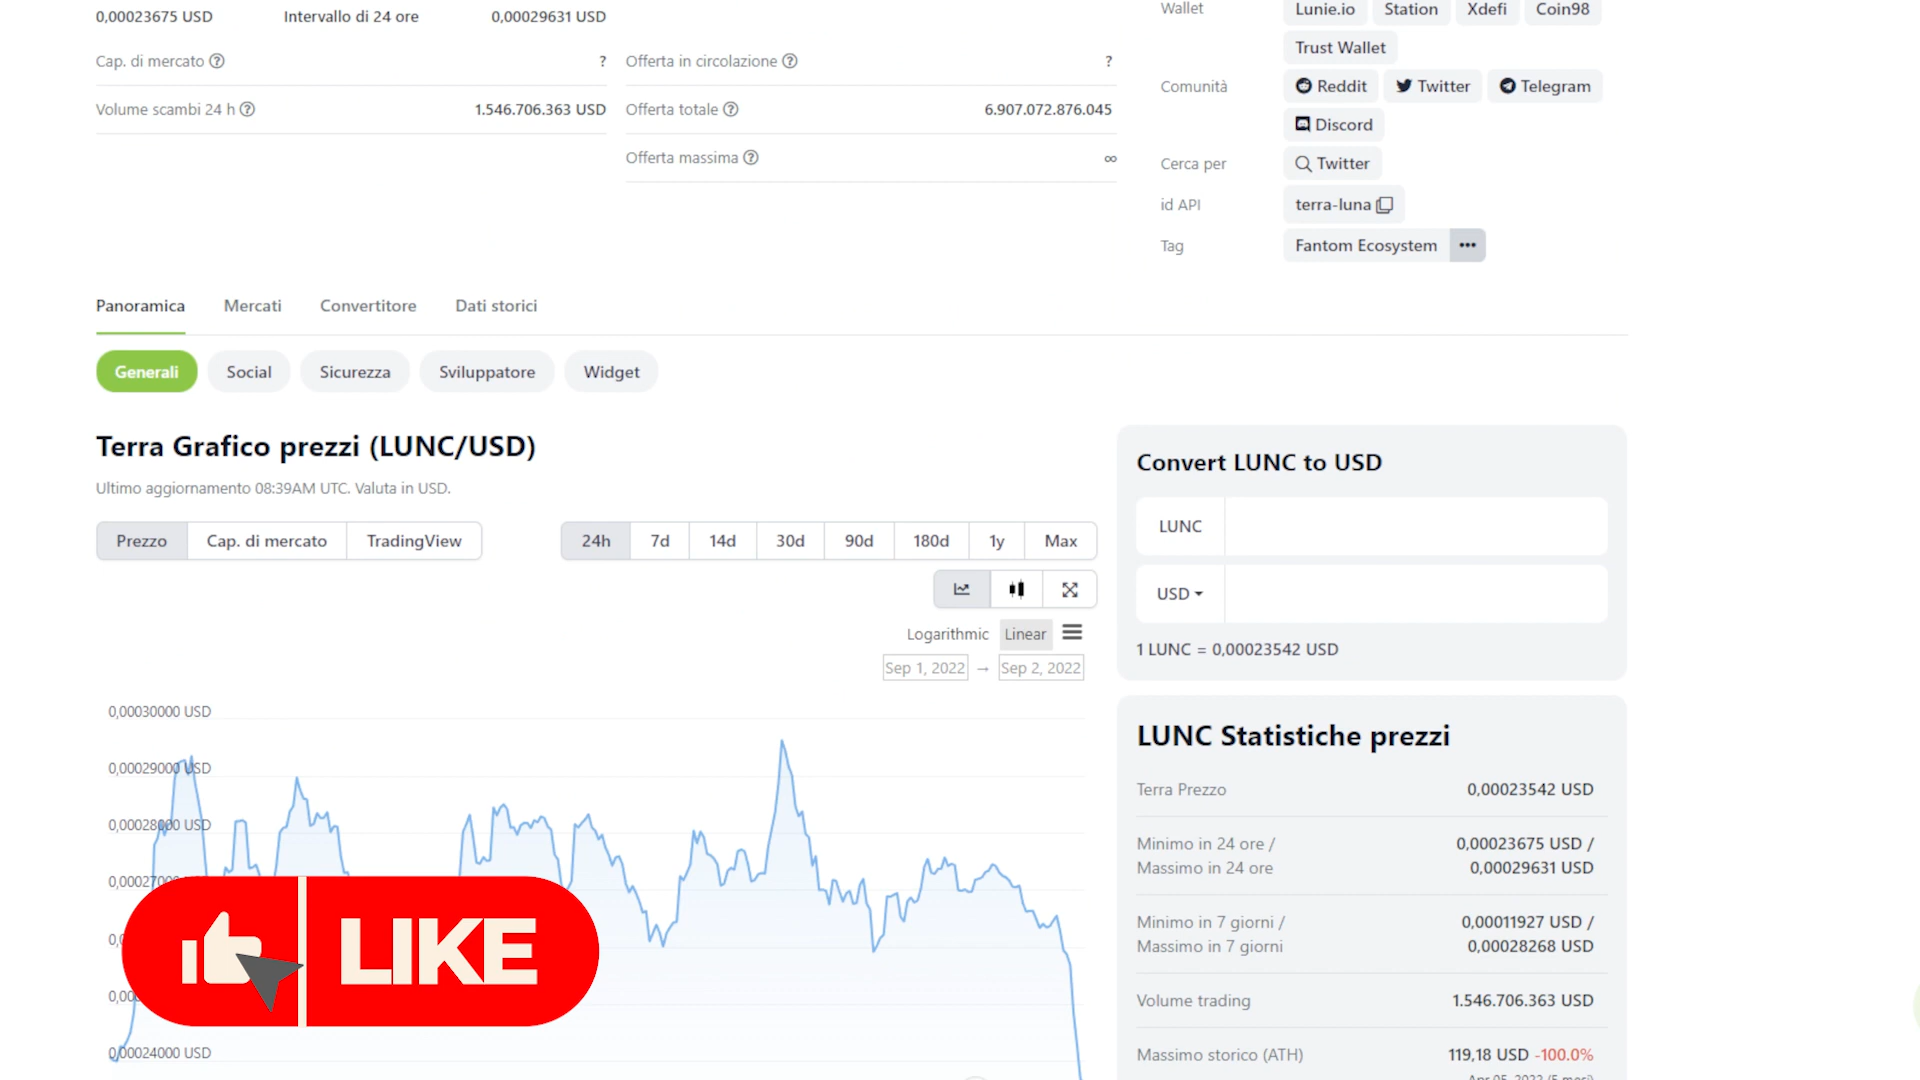 0,00023675 USD Intervallo di 24 ore 0,00029631 USD
Cap. di mercato ?
Volume scambi 24 h 1.546.706.363 USD
Offerta in circolazione ?
Offerta totale 6.907.072.876.045
Offerta massima ∞
Wallet Lunie.io Station Xdefi Coin98
Trust Wallet
Comunità Reddit Twitter Telegram
Discord
Cerca per Twitter
id API terra-luna
Tag Fantom Ecosystem •••
Panoramica Mercati Convertitore Dati storici
Generali Social Sicurezza Sviluppatore Widget
Terra Grafico prezzi (LUNC/USD)
Ultimo aggiornamento 08:39AM UTC. Valuta in USD.
Prezzo Cap. di mercato TradingView
24h 7d 14d 30d 90d 180d 1y Max
Logarithmic Linear
Sep 1, 2022 → Sep 2, 2022
0,00030000 USD
0,00029000 USD
0,00028000 USD
0,00027000
0,00024000 USD
LIKE
Convert LUNC to USD
LUNC
USD
1 LUNC = 0,00023542 USD
LUNC Statistiche prezzi
Terra Prezzo 0,00023542 USD
Minimo in 24 ore / 0,00023675 USD /
Massimo in 24 ore 0,00029631 USD
Minimo in 7 giorni / 0,00011927 USD /
Massimo in 7 giorni 0,00028268 USD
Volume trading 1.546.706.363 USD
Massimo storico (ATH) 119,18 USD -100.0%
Apr 05, 2022 (5 mesi)